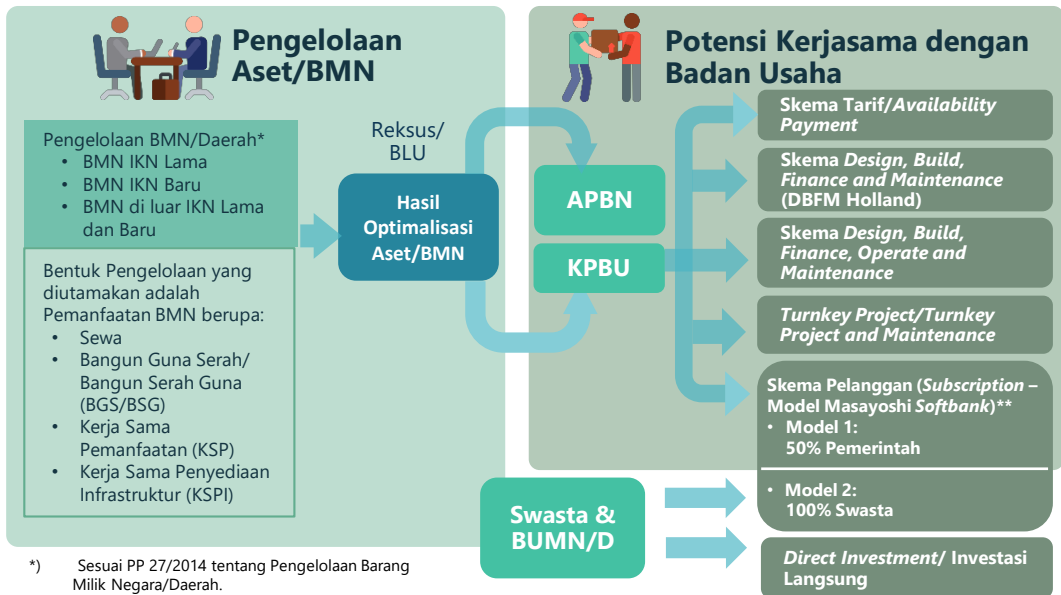 Pengelolaan
Aset/BMN
Pengelolaan BMN/Daerah*
• BMN IKN Lama
• BMN IKN Baru
• BMN di luar IKN Lama
dan Baru
Bentuk Pengelolaan yang
diutamakan adalah
Pemanfaatan BMN berupa:
• Sewa
• Bangun Guna Serah/
Bangun Serah Guna
(BGS/BSG)
• Kerja Sama
Pemanfaatan (KSP)
• Kerja Sama Penyediaan
Infrastruktur (KSPI)
*) Sesuai PP 27/2014 tentang Pengelolaan Barang
Milik Negara/Daerah.
Reksus/
BLU
Hasil
Optimalisasi
Aset/BMN
Potensi Kerjasama dengan
Badan Usaha
APBN
KPBU
Swasta &
BUMN/D
Skema Tarif/Availability
Payment
Skema Design, Build,
Finance and Maintenance
(DBFM Holland)
Skema Design, Build,
Finance, Operate and
Maintenance
Turnkey Project/Turnkey
Project and Maintenance
Skema Pelanggan (Subscription –
Model Masayoshi Softbank)**
• Model 1:
50% Pemerintah
• Model 2:
100% Swasta
Direct Investment/ Investasi
Langsung